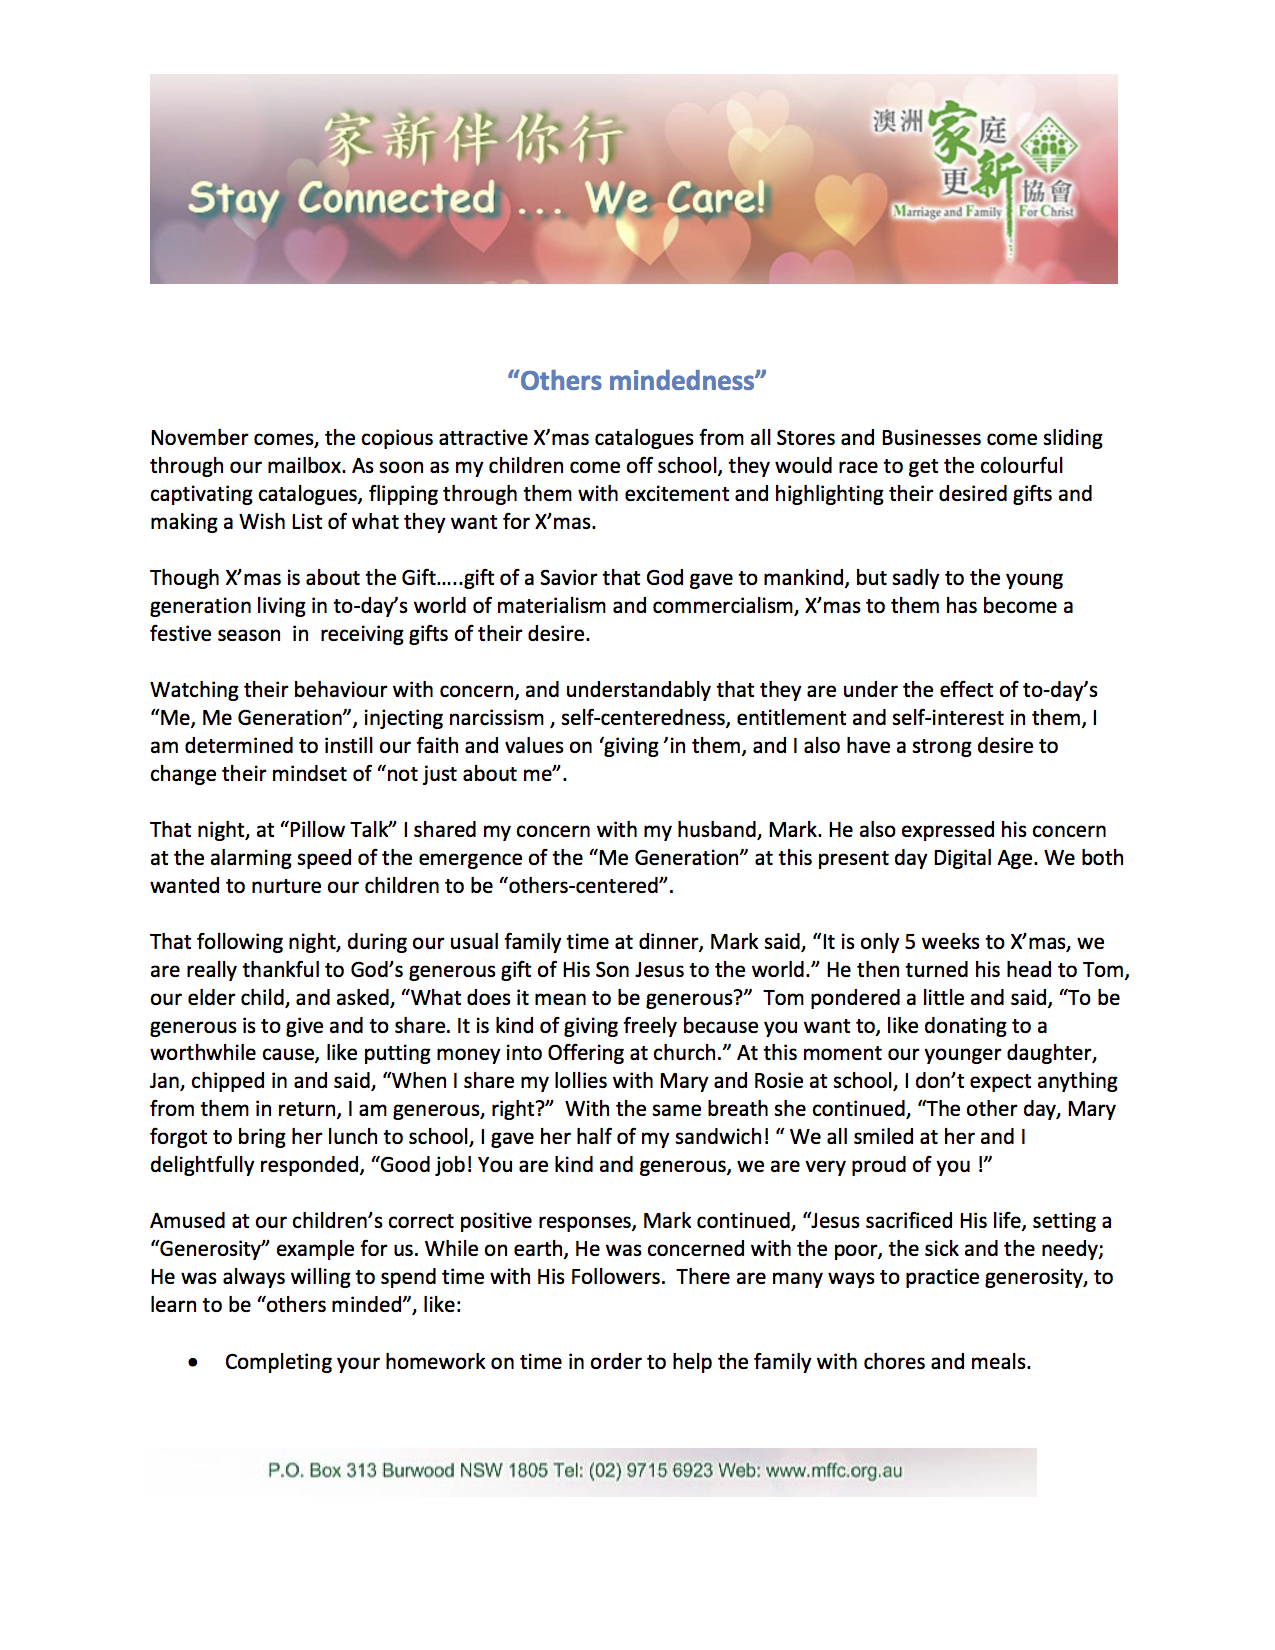 家新伴你行
Stay Connected ... We Care!
澳洲家庭
更新協會
Marriage and Family For Christ
“Others mindedness”
November comes, the copious attractive X’mas catalogues from all Stores and Businesses come sliding
through our mailbox. As soon as my children come off school, they would race to get the colourful
captivating catalogues, flipping through them with excitement and highlighting their desired gifts and
making a Wish List of what they want for X’mas.
Though X’mas is about the Gift…..gift of a Savior that God gave to mankind, but sadly to the young
generation living in to-day’s world of materialism and commercialism, X’mas to them has become a
festive season  in  receiving gifts of their desire.
Watching their behaviour with concern, and understandably that they are under the effect of to-day’s
“Me, Me Generation”, injecting narcissism , self-centeredness, entitlement and self-interest in them, I
am determined to instill our faith and values on ‘giving ’in them, and I also have a strong desire to
change their mindset of “not just about me”.
That night, at “Pillow Talk” I shared my concern with my husband, Mark. He also expressed his concern
at the alarming speed of the emergence of the “Me Generation” at this present day Digital Age. We both
wanted to nurture our children to be “others-centered”.
That following night, during our usual family time at dinner, Mark said, “It is only 5 weeks to X’mas, we
are really thankful to God’s generous gift of His Son Jesus to the world.” He then turned his head to Tom,
our elder child, and asked, “What does it mean to be generous?”  Tom pondered a little and said, “To be
generous is to give and to share. It is kind of giving freely because you want to, like donating to a
worthwhile cause, like putting money into Offering at church.” At this moment our younger daughter,
Jan, chipped in and said, “When I share my lollies with Mary and Rosie at school, I don’t expect anything
from them in return, I am generous, right?”  With the same breath she continued, “The other day, Mary
forgot to bring her lunch to school, I gave her half of my sandwich! “ We all smiled at her and I
delightfully responded, “Good job! You are kind and generous, we are very proud of you !”
Amused at our children’s correct positive responses, Mark continued, “Jesus sacrificed His life, setting a
“Generosity” example for us. While on earth, He was concerned with the poor, the sick and the needy;
He was always willing to spend time with His Followers.  There are many ways to practice generosity, to
learn to be “others minded”, like:
• Completing your homework on time in order to help the family with chores and meals.
P.O. Box 313 Burwood NSW 1805 Tel: (02) 9715 6923 Web: www.mffc.org.au